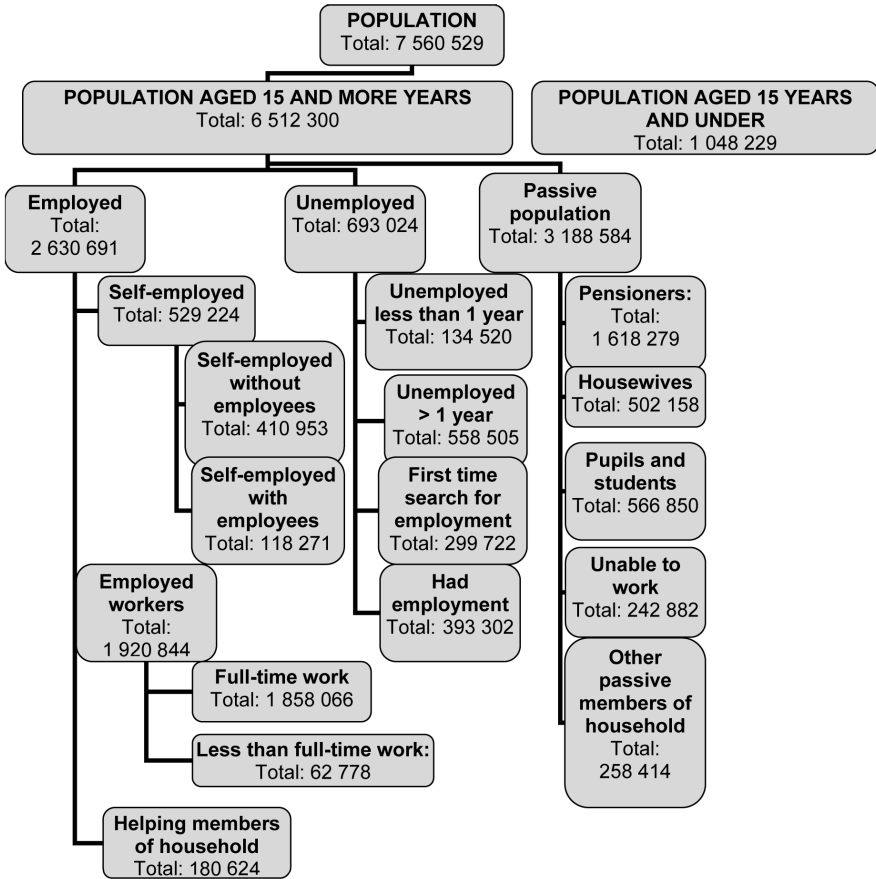 POPULATION
Total: 7 560 529
POPULATION AGED 15 AND MORE YEARS
Total: 6 512 300
POPULATION AGED 15 YEARS
AND UNDER
Total: 1 048 229
Employed
Total:
2 630 691
Unemployed
Total: 693 024
Passive
population
Total: 3 188 584
Self-employed
Total: 529 224
Self-employed
without
employees
Total: 410 953
Self-employed
with
employees
Total: 118 271
Employed
workers
Total:
1 920 844
Full-time work
Total: 1 858 066
Less than full-time work:
Total: 62 778
Helping members
of household
Total: 180 624
Unemployed
less than 1 year
Total: 134 520
Unemployed
> 1 year
Total: 558 505
First time
search for
employment
Total: 299 722
Had
employment
Total: 393 302
Pensioners:
Total:
1 618 279
Housewives
Total: 502 158
Pupils and
students
Total: 566 850
Unable to
work
Total: 242 882
Other
passive
members of
household
Total:
258 414